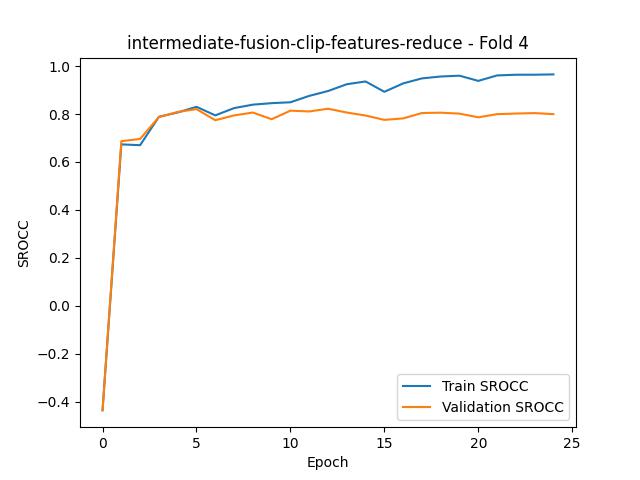 intermediate-fusion-clip-features-reduce - Fold 4
SROCC
1.0
0.8
0.6
0.4
0.2
0.0
−0.2
−0.4
0
5
10
15
20
25
Epoch
Train SROCC
Validation SROCC